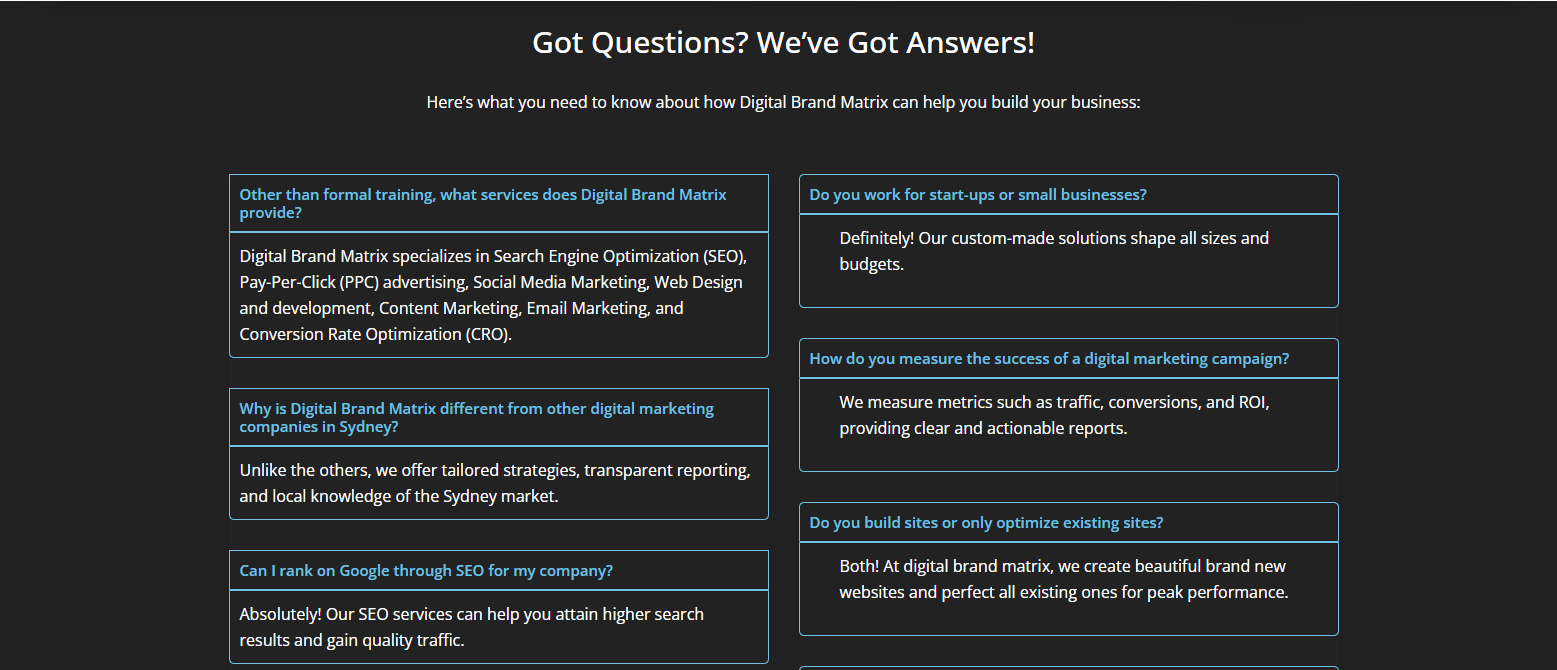 Got Questions? We’ve Got Answers!
Here’s what you need to know about how Digital Brand Matrix can help you build your business:
Other than formal training, what services does Digital Brand Matrix
provide?
Digital Brand Matrix specializes in Search Engine Optimization (SEO),
Pay-Per-Click (PPC) advertising, Social Media Marketing, Web Design
and development, Content Marketing, Email Marketing, and
Conversion Rate Optimization (CRO).
Why is Digital Brand Matrix different from other digital marketing
companies in Sydney?
Unlike the others, we offer tailored strategies, transparent reporting,
and local knowledge of the Sydney market.
Can I rank on Google through SEO for my company?
Absolutely! Our SEO services can help you attain higher search
results and gain quality traffic.
Do you work for start-ups or small businesses?
Definitely! Our custom-made solutions shape all sizes and
budgets.
How do you measure the success of a digital marketing campaign?
We measure metrics such as traffic, conversions, and ROI,
providing clear and actionable reports.
Do you build sites or only optimize existing sites?
Both! At digital brand matrix, we create beautiful brand new
websites and perfect all existing ones for peak performance.